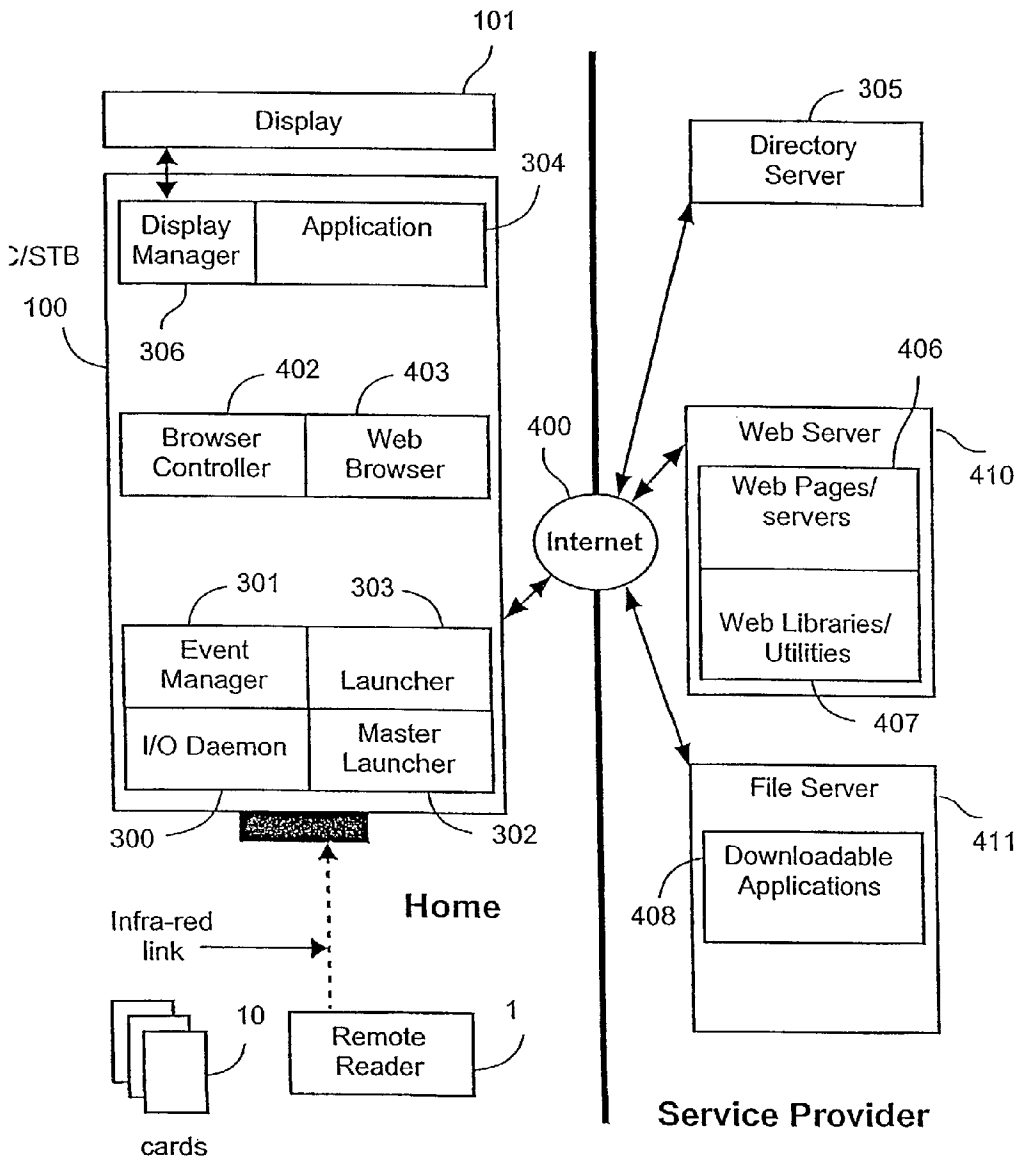 101
Display
305
Directory
Server
304
Display
Manager
Application
C/STB
100
306
402
403
406
Browser
Controller
Web
Browser
400
Web Server
410
Web Pages/
servers
Internet
301
303
Event
Manager
Launcher
Web Libraries/
Utilities
I/O Daemon
Master
Launcher
407
File Server
300
302
411
Downloadable
Applications
408
Home
Infra-red
link
10
1
Remote
Reader
Service Provider
cards